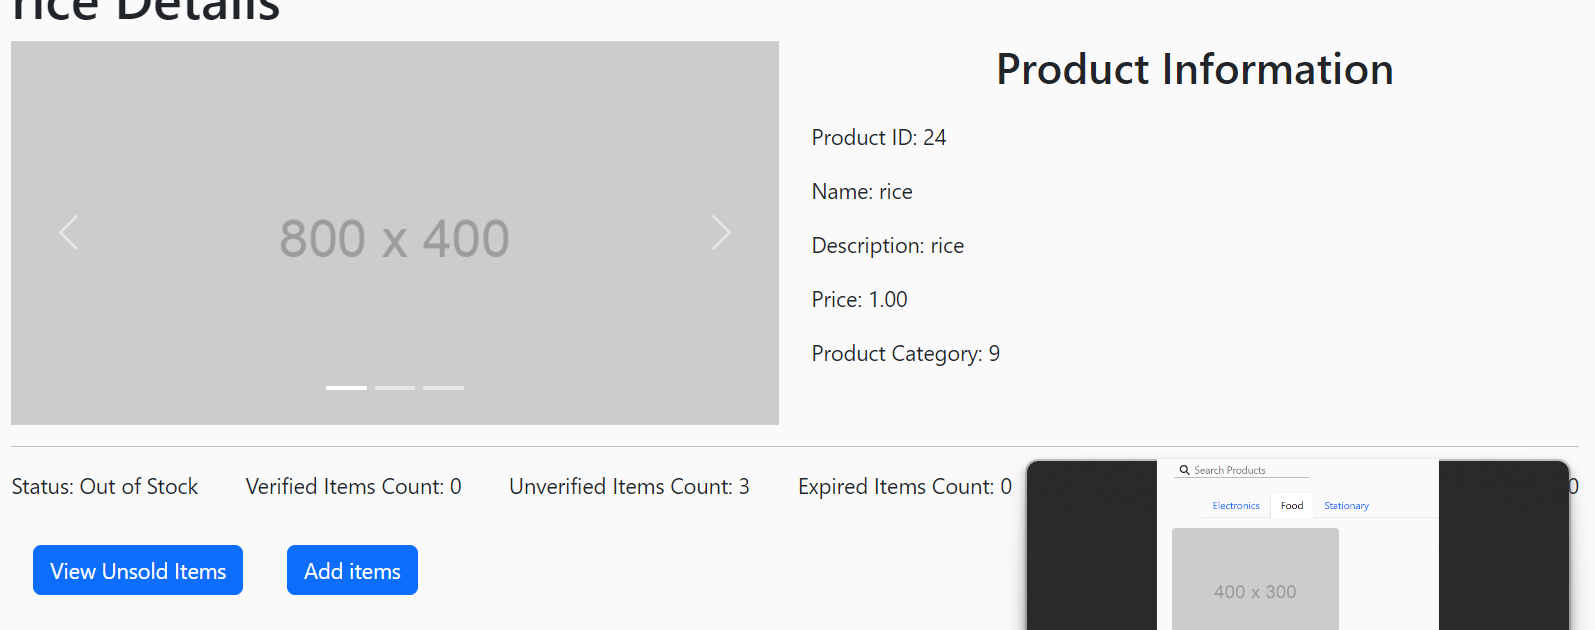 rice Details
800 x 400
Product Information
Product ID: 24
Name: rice
Description: rice
Price: 1.00
Product Category: 9
Status: Out of Stock Verified Items Count: 0 Unverified Items Count: 3 Expired Items Count: 0 0
View Unsold Items Add items
Search Products
Electronics Food Stationary
400 x 300